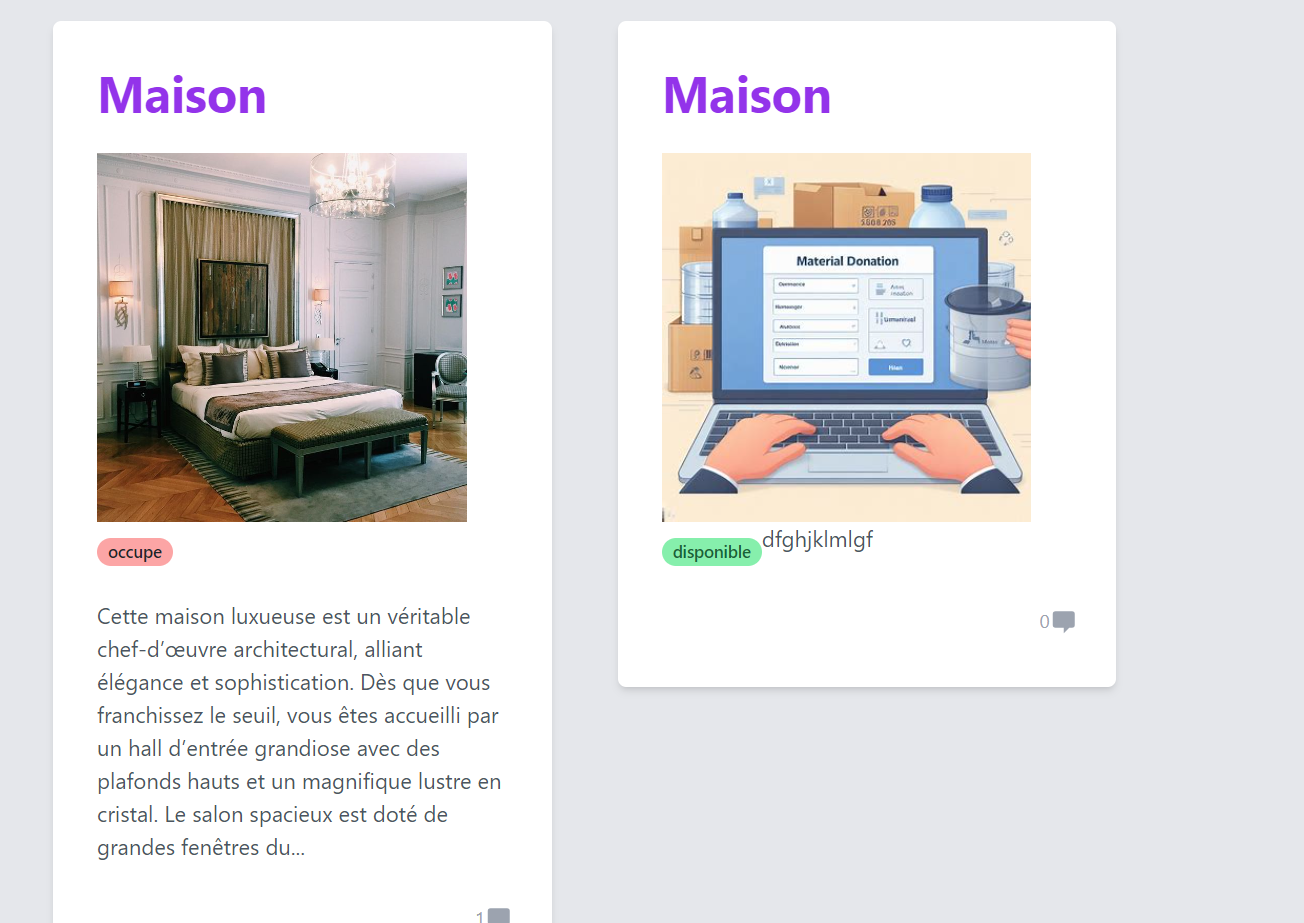 Maison
occupe
Cette maison luxueuse est un véritable
chef-d’œuvre architectural, alliant
élégance et sophistication. Dès que vous
franchissez le seuil, vous êtes accueilli par
un hall d’entrée grandiose avec des
plafonds hauts et un magnifique lustre en
cristal. Le salon spacieux est doté de
grandes fenêtres du...
1
Maison
Material Donation
disponible
dfghjklmlgf
0